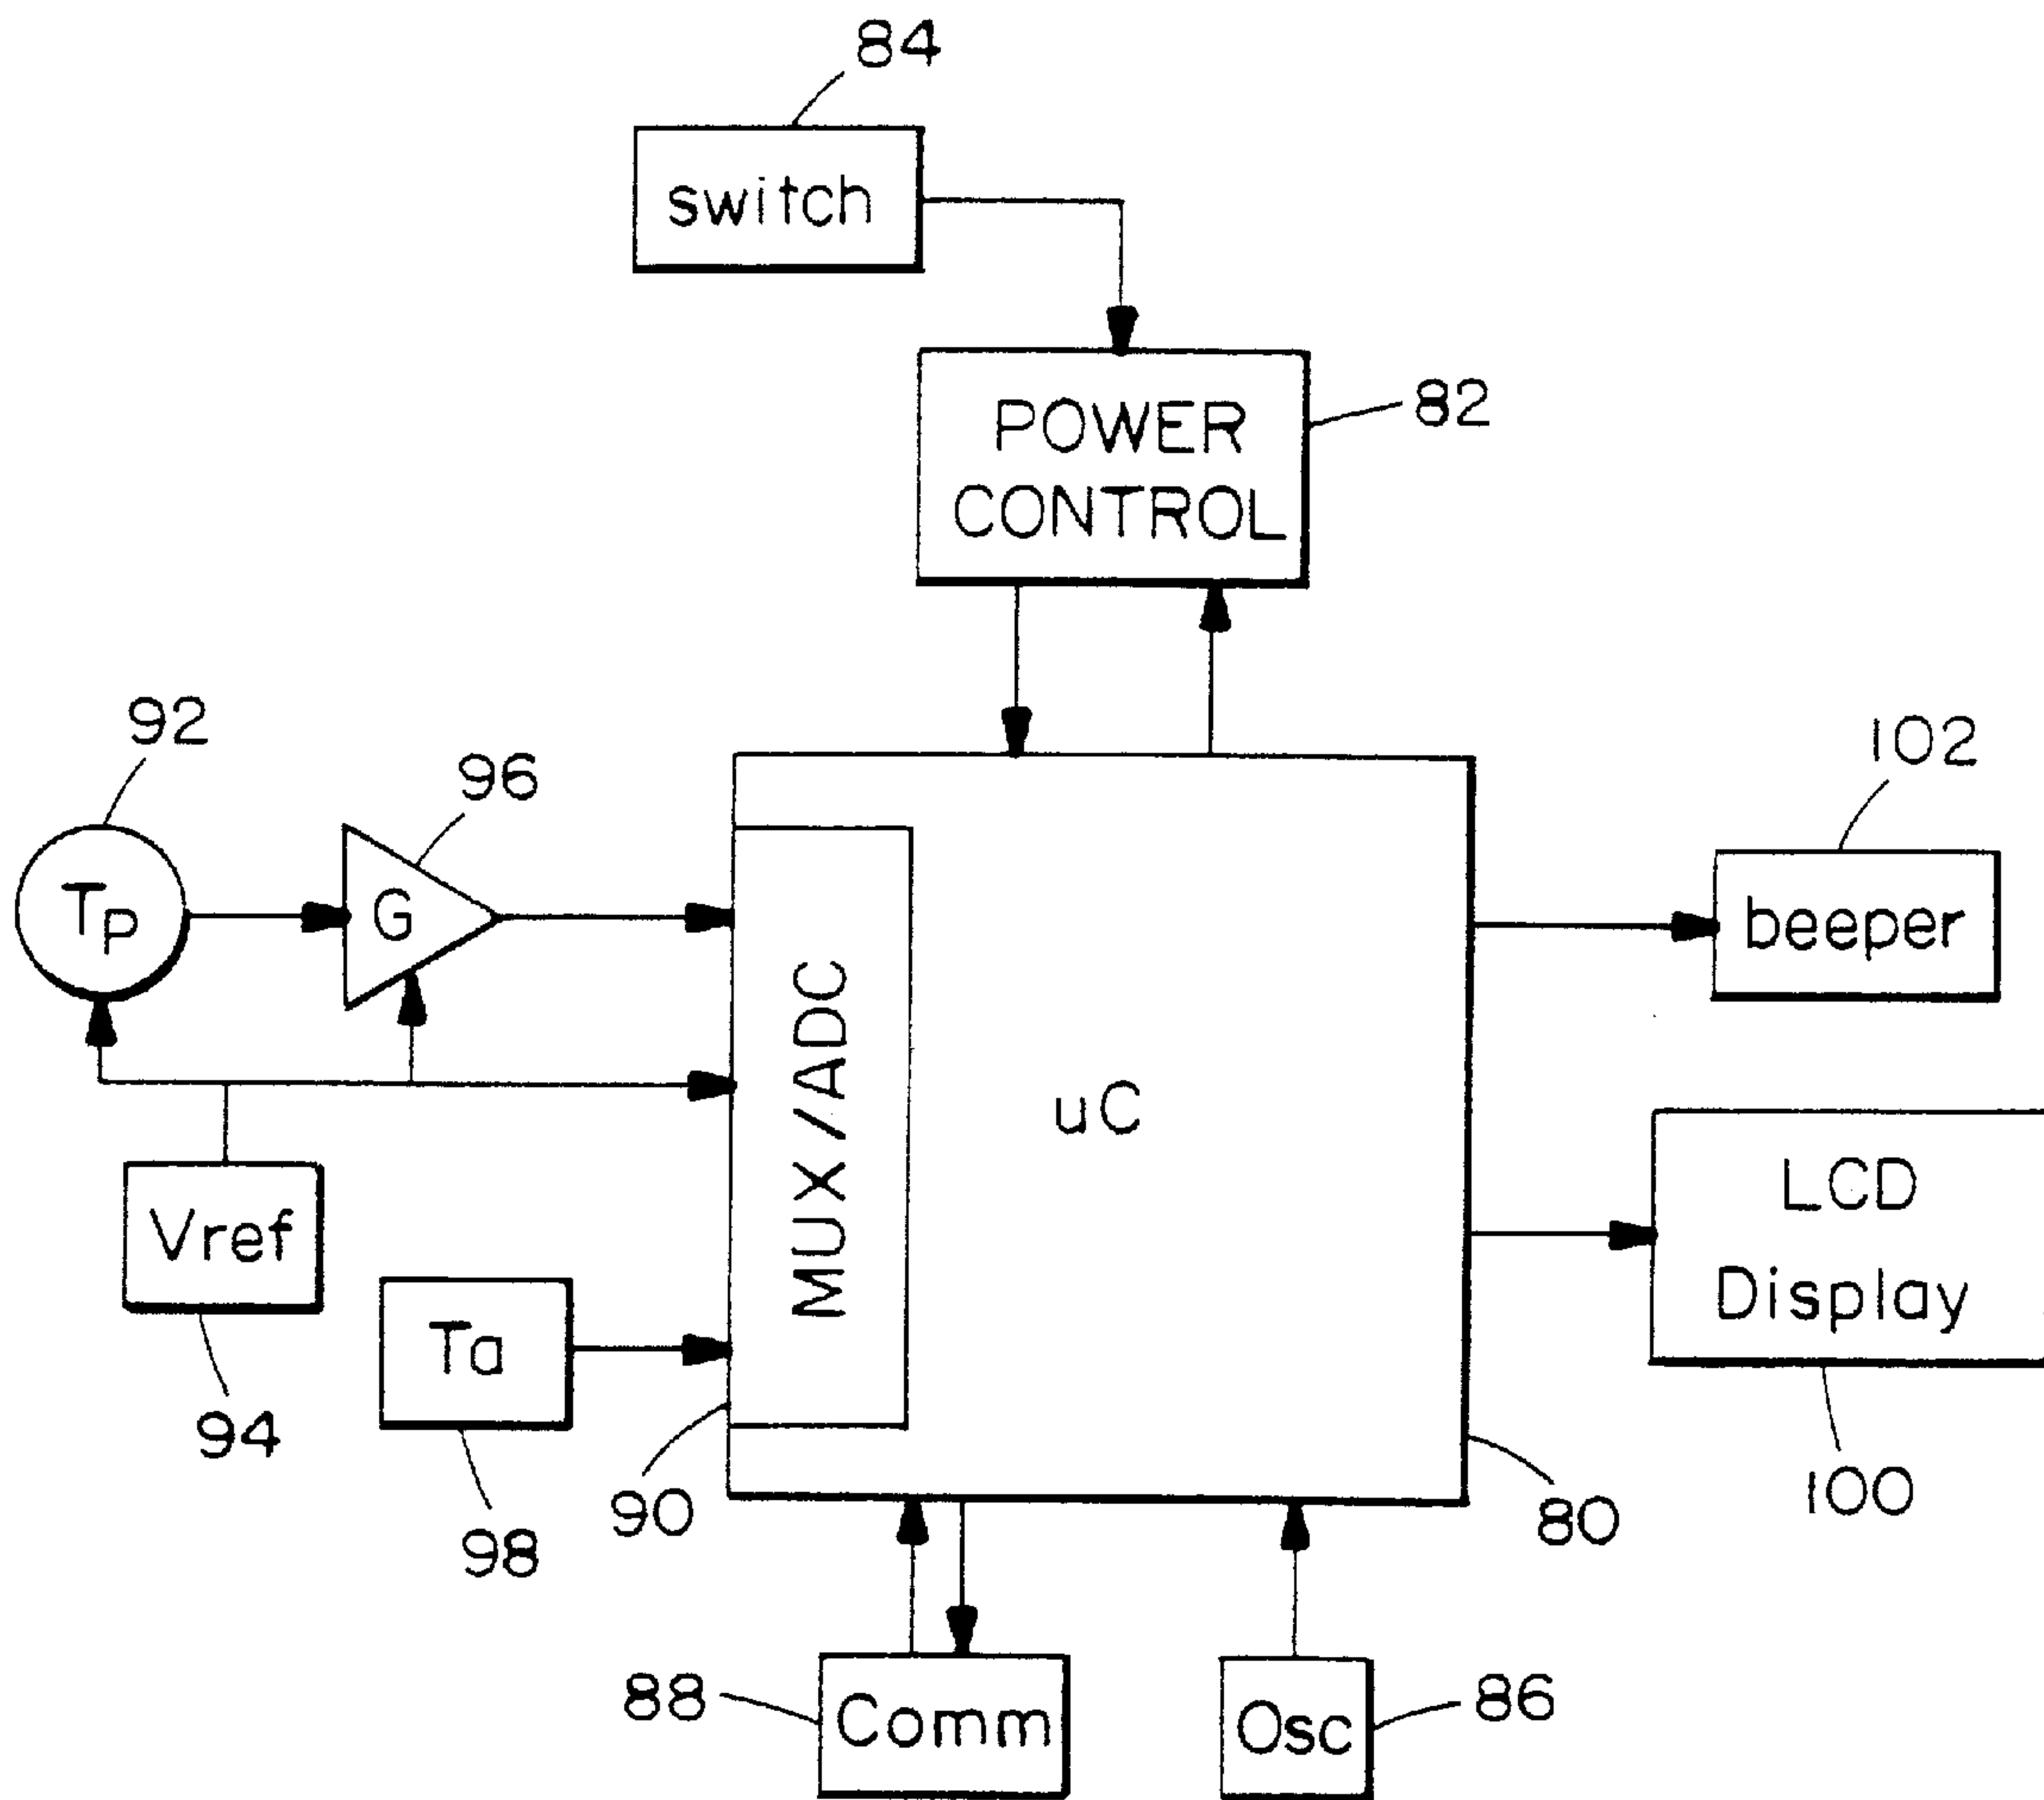 84
switch
POWER
CONTROL
82
92
96
102
TP
G
beeper
MUX/ADC
uC
Vref
LCD
Display
Ta
94
90
80
100
98
88
Comm
Osc
86